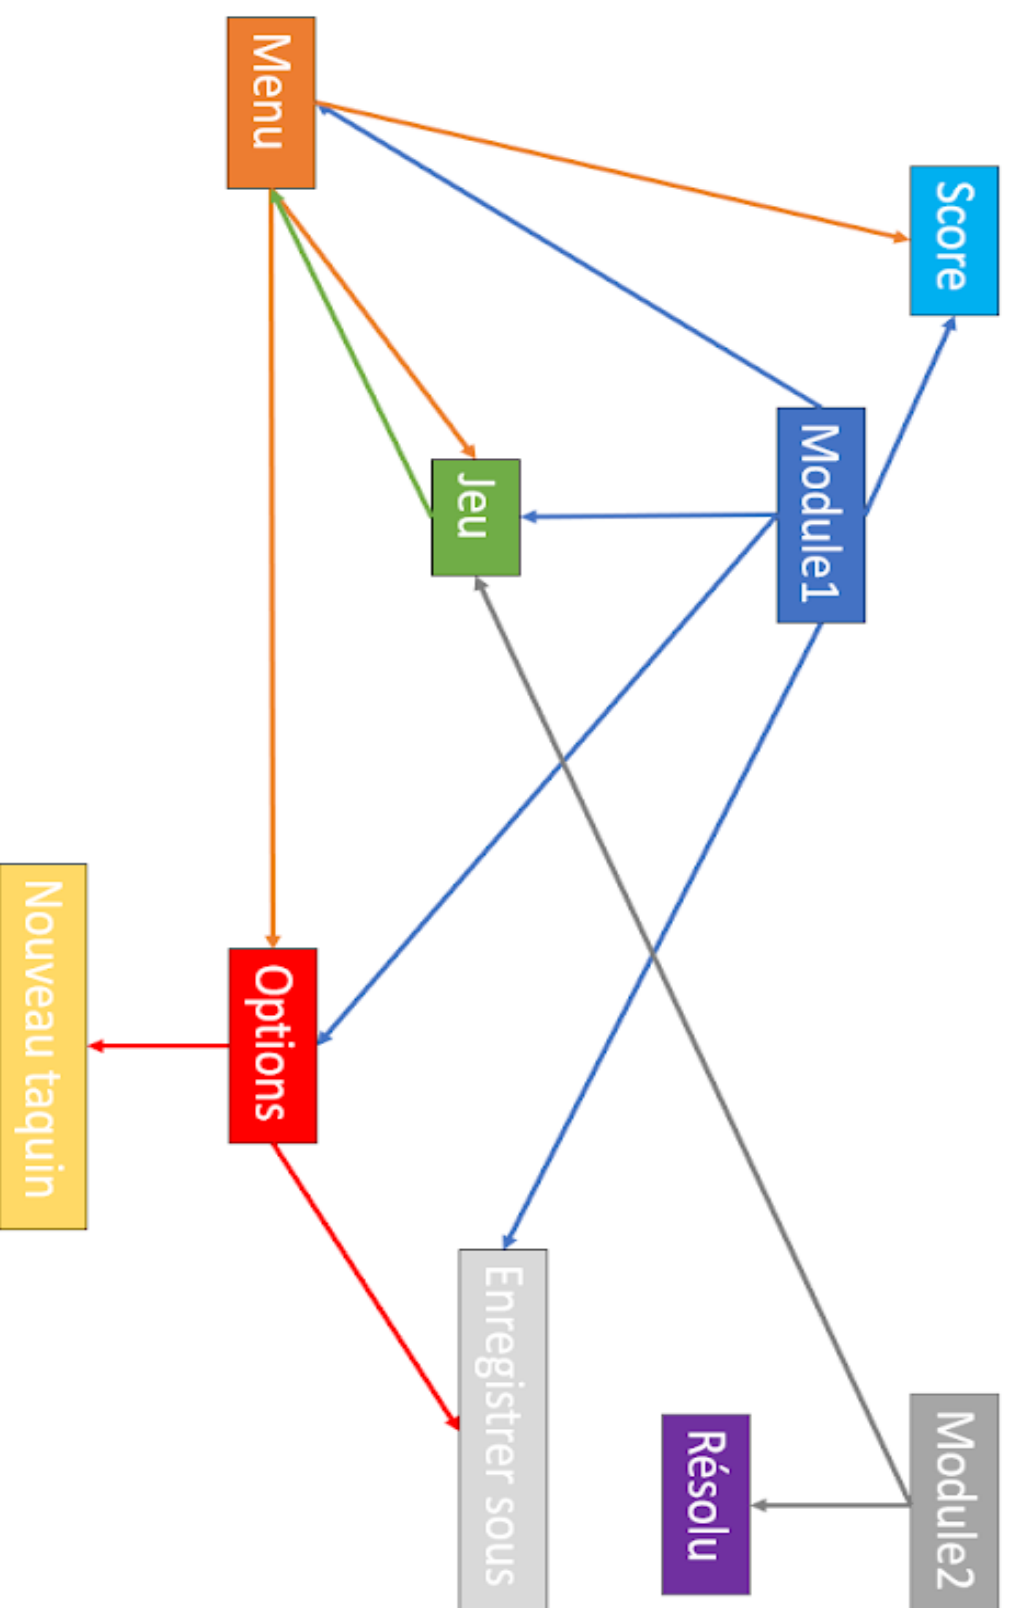 Score
Module2
Module1
Résolu
Jeu
Enregistrer sous
Menu
Options
Nouveau taquin